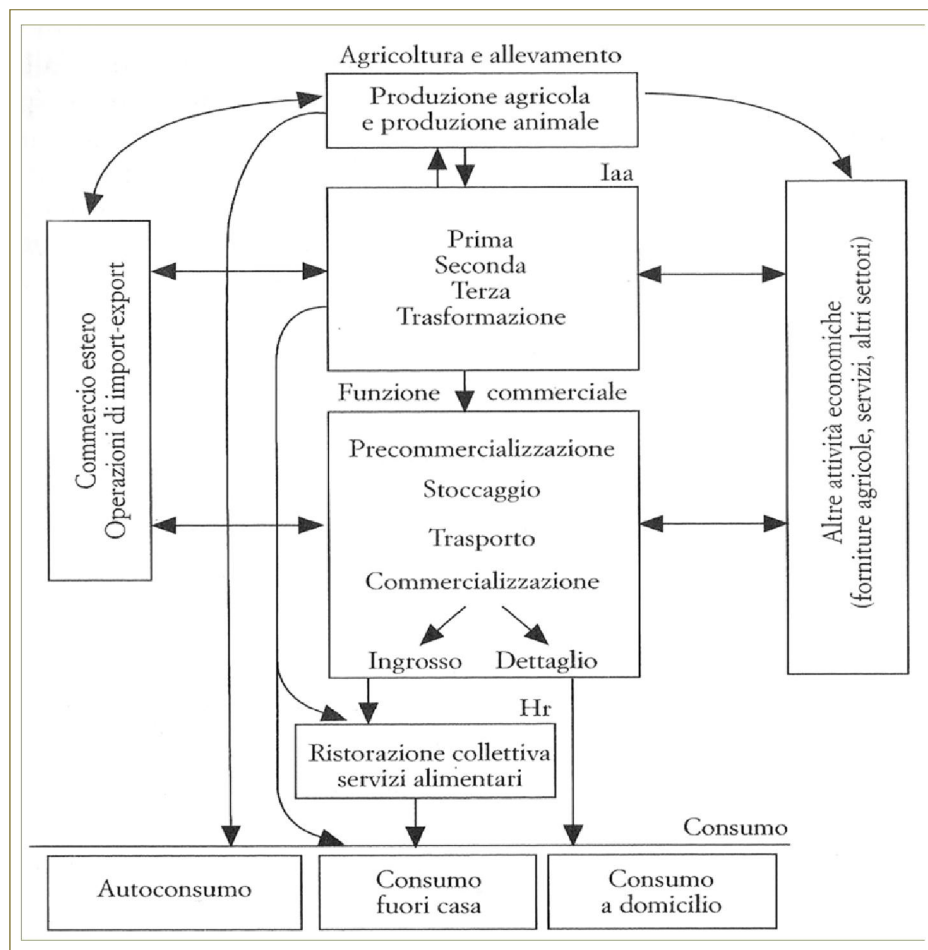 Agricoltura e allevamento
Produzione agricola
e produzione animale
Iaa
Prima
Seconda
Terza
Trasformazione
Commercio estero
Operazioni di import-export
Altre attività economiche
(forniture agricole, servizi, altri settori)
Funzione commerciale
Precommercializzazione
Stoccaggio
Trasporto
Commercializzazione
Ingrosso Dettaglio
Hr
Ristorazione collettiva
servizi alimentari
Consumo
Autoconsumo
Consumo
fuori casa
Consumo
a domicilio